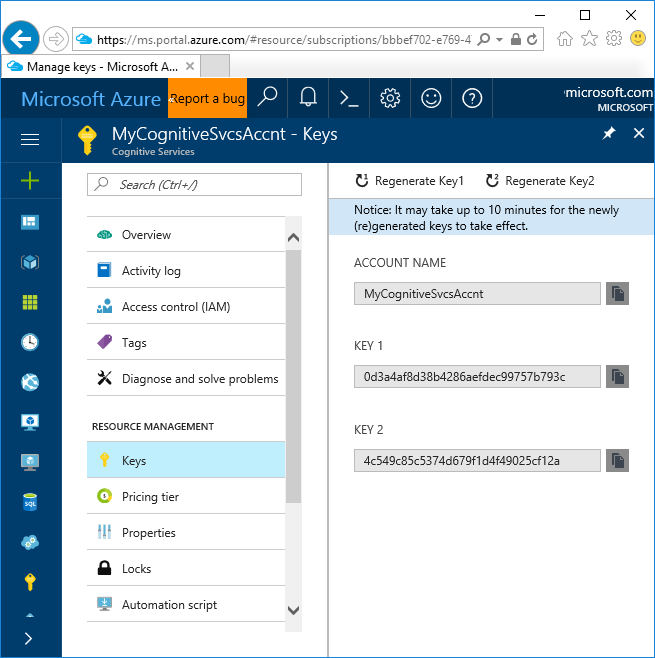 https://ms.portal.azure.com/#resource/subscriptions/bbbef702-e769-4
Manage keys - Microsoft A...
Microsoft Azure
Report a bug
microsoft.com
MICROSOFT
MyCognitiveSvcsAccnt - Keys
Cognitive Services
Search (Ctrl+/)
Overview
Activity log
Access control (IAM)
Tags
Diagnose and solve problems
RESOURCE MANAGEMENT
Keys
Pricing tier
Properties
Locks
Automation script
SQL
Regenerate Key1
Regenerate Key2
Notice: It may take up to 10 minutes for the newly
(re)generated keys to take effect.
ACCOUNT NAME
MyCognitiveSvcsAccnt
KEY 1
0d3a4af8d38b4286aefdec99757b793c
KEY 2
4c549c85c5374d679f1d4f49025cf12a